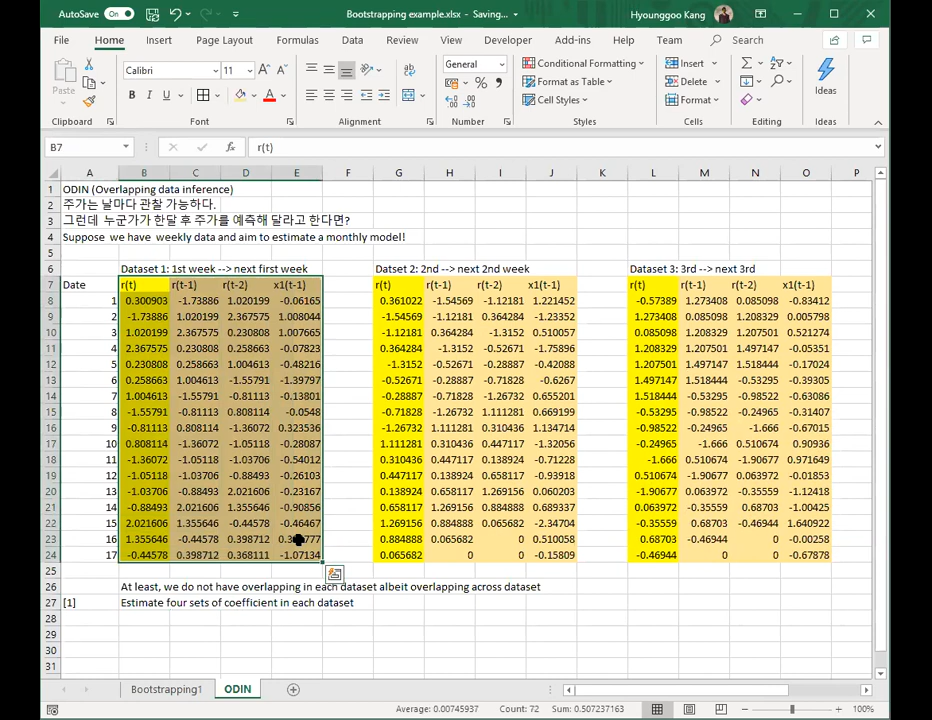 AutoSave On Bootstrapping example.xlsx - Saving... Hyounggoo Kang
File Home Insert Page Layout Formulas Data Review View Developer Add-ins Help Team Search
Paste Calibri 11 General Conditional Formatting Insert
Format as Table Delete
Cell Styles Format Ideas
Clipboard Font Alignment Number Styles Cells Editing Ideas
B7 r(t)
A B C D E F G H I J K L M N O P
1 ODIN (Overlapping data inference)
2 주가는 날마다 관찰 가능하다.
3 그런데 누군가가 한달 후 주가를 예측해 달라고 한다면?
4 Suppose we have weekly data and aim to estimate a monthly model!
5
6 Dataset 1: 1st week --> next first week Datset 2: 2nd --> next 2nd week Dataset 3: 3rd --> next 3rd
7 Date r(t) r(t-1) r(t-2) x1(t-1) r(t) r(t-1) r(t-2) x1(t-1) r(t) r(t-1) r(t-2) x1(t-1)
8 1 0.300903 -1.73886 1.020199 -0.06165 0.361022 -1.54569 -1.12181 1.221452 -0.57389 1.273408 0.085098 -0.83412
9 2 -1.73886 1.020199 2.367575 1.008044 -1.54569 -1.12181 0.364284 -1.23352 1.273408 0.085098 1.208329 0.005798
10 3 1.020199 2.367575 0.230808 1.007665 -1.12181 0.364284 -1.3152 0.510057 0.085098 1.208329 1.207501 0.521274
11 4 2.367575 0.230808 0.258663 -0.07823 0.364284 -1.3152 -0.52671 -1.75896 1.208329 1.207501 1.497147 -0.05351
12 5 0.230808 0.258663 1.004613 -0.48216 -1.3152 -0.52671 -0.28887 -0.42088 1.207501 1.497147 1.518444 -0.17024
13 6 0.258663 1.004613 -1.55791 -1.39797 -0.52671 -0.28887 -0.71828 -0.6267 1.497147 1.518444 -0.53295 -0.39305
14 7 1.004613 -1.55791 -0.81113 -0.13801 -0.28887 -0.71828 -1.26732 0.655201 1.518444 -0.53295 -0.98522 -0.63086
15 8 -1.55791 -0.81113 0.808114 -0.0548 -0.71828 -1.26732 1.111281 0.669199 -0.53295 -0.98522 -0.24965 -0.31407
16 9 -0.81113 0.808114 -1.36072 0.323536 -1.26732 1.111281 0.310436 1.134714 -0.98522 -0.24965 -1.666 -0.67015
17 10 0.808114 -1.36072 -1.05118 -0.28087 1.111281 0.310436 0.447117 -1.32056 -0.24965 -1.666 0.510674 0.90936
18 11 -1.36072 -1.05118 -1.03706 -0.54012 0.310436 0.447117 0.138924 -0.71228 -1.666 0.510674 -1.90677 0.971649
19 12 -1.05118 -1.03706 -0.88493 -0.26103 0.447117 0.138924 0.658117 -0.93918 0.510674 -1.90677 0.063972 -0.01853
20 13 -1.03706 -0.88493 2.021606 -0.23167 0.138924 0.658117 1.269156 0.060203 -1.90677 0.063972 -0.35559 -1.12418
21 14 -0.88493 2.021606 1.355646 -0.90856 0.658117 1.269156 0.884888 0.689337 0.063972 -0.35559 0.68703 -1.00251
22 15 2.021606 1.355646 -0.44578 -0.46467 1.269156 0.884888 0.065682 -2.34704 -0.35559 0.68703 -0.46944 1.640922
23 16 1.355646 -0.44578 0.398712 0.884888 0.065682 0 0.510058 0.68703 -0.46944 0 -0.00258
24 17 -0.44578 0.398712 0.368111 -1.07134 0.065682 0 0 -0.15809 -0.46944 0 0 -0.67878
25
26 At least, we do not have overlapping in each dataset albeit overlapping across dataset
27 [1] Estimate four sets of coefficient in each dataset
28
29
30
31
Bootstrapping1 ODIN
Average: 0.00745937 Count: 72 Sum: 0.507237163 100%